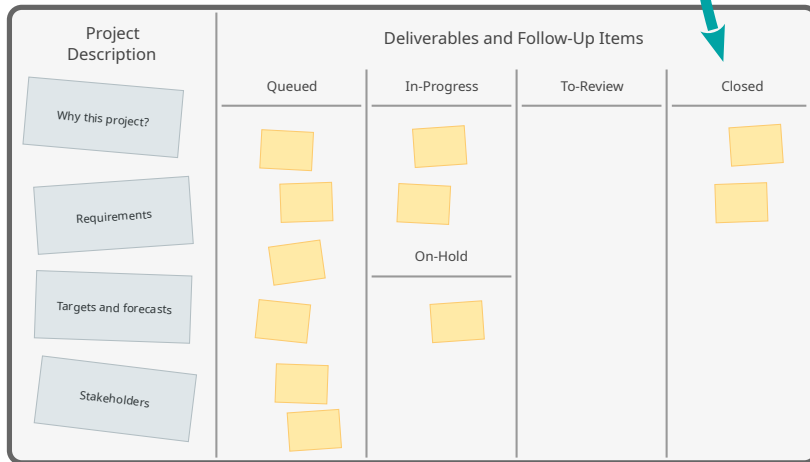 Project
Description
Deliverables and Follow-Up Items
Queued
In-Progress
To-Review
Closed
Why this project?
Requirements
On-Hold
Targets and forecasts
Stakeholders